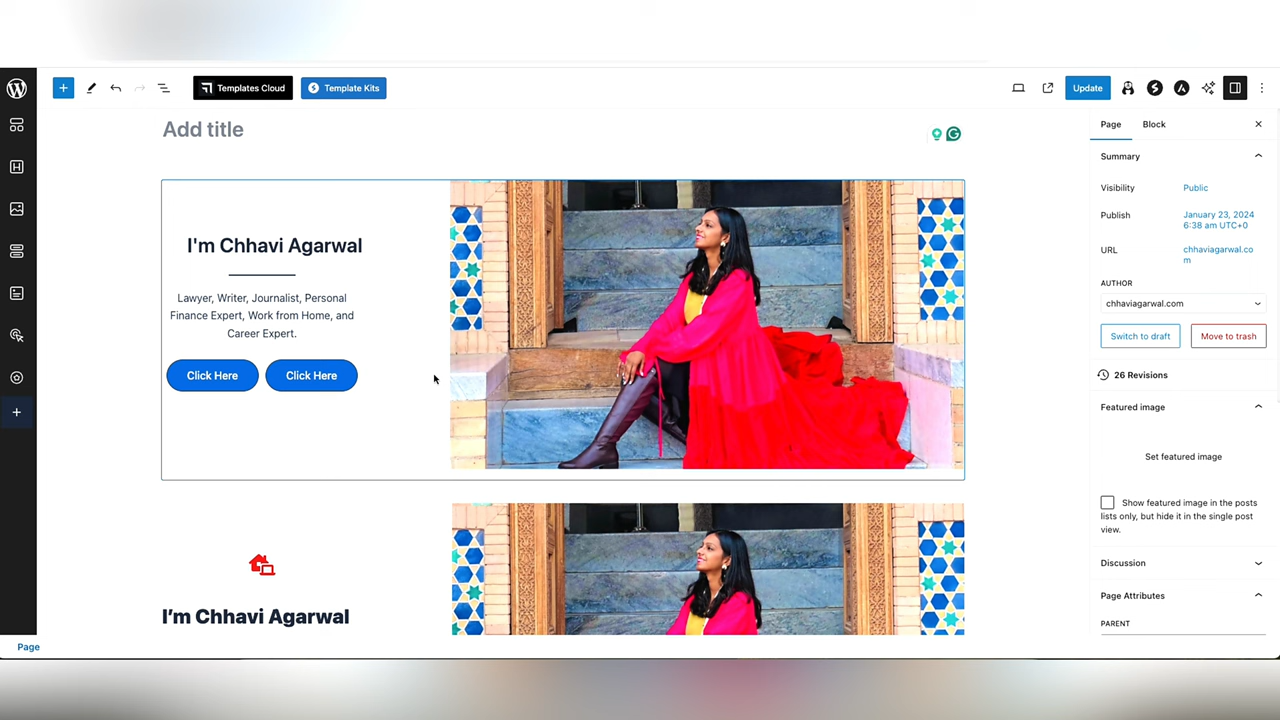 Templates Cloud
Template Kits
Update
Add title
Page
Block
Summary
Visibility
Public
Publish
January 23, 2024
6:38 am UTC+0
URL
chhaviagarwal.co
m
AUTHOR
chhaviagarwal.com
Switch to draft
Move to trash
26 Revisions
Featured image
Set featured image
Show featured image in the posts
lists only, but hide it in the single post
view.
Discussion
Page Attributes
PARENT
I'm Chhavi Agarwal
Lawyer, Writer, Journalist, Personal
Finance Expert, Work from Home, and
Career Expert.
Click Here
Click Here
I’m Chhavi Agarwal
Page